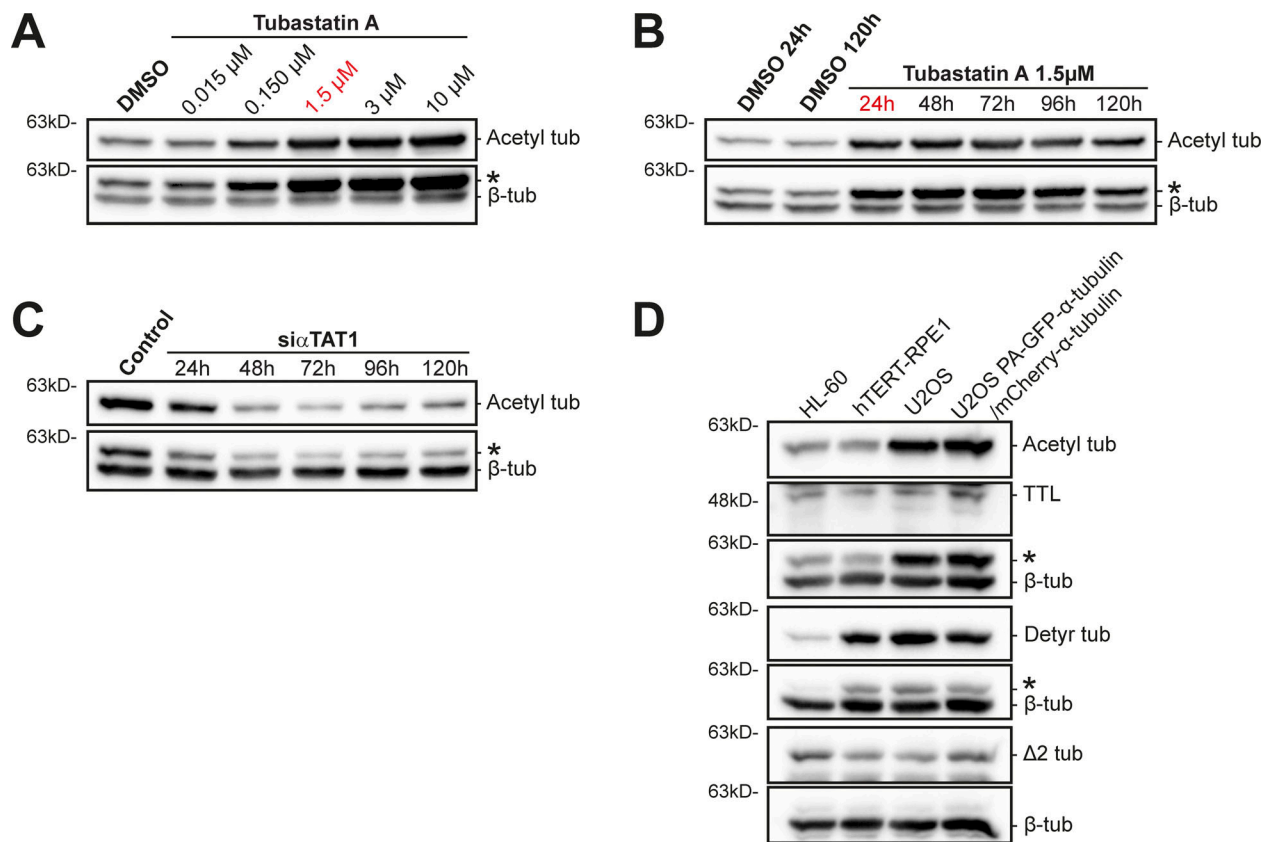 A
Tubastatin A
DMSO
0.015 µM
0.150 µM
1.5 µM
3 µM
10 µM
63kD-
Acetyl tub
63kD-
*
β-tub
B
DMSO 24h
DMSO 120h
Tubastatin A 1.5µM
24h 48h 72h 96h 120h
63kD-
Acetyl tub
63kD-
*
β-tub
C
Control
siαTAT1
24h 48h 72h 96h 120h
63kD-
Acetyl tub
63kD-
*
β-tub
D
HL-60
hTERT-RPE1
U2OS
U2OS PA-GFP-α-tubulin
/mCherry-α-tubulin
63kD-
Acetyl tub
48kD-
TTL
63kD-
*
β-tub
63kD-
Detyr tub
63kD-
*
β-tub
63kD-
Δ2 tub
63kD-
β-tub